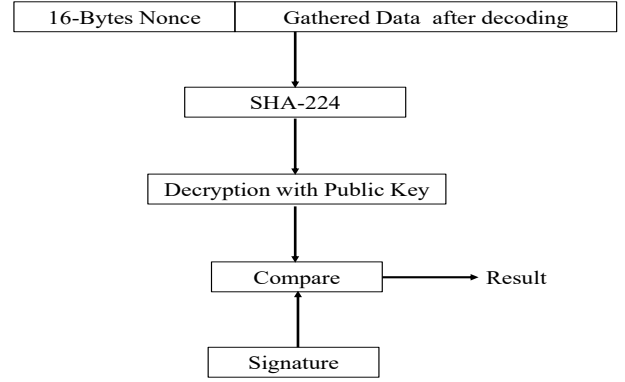 16-Bytes Nonce
Gathered Data after decoding
SHA-224
Decryption with Public Key
Compare
Result
Signature